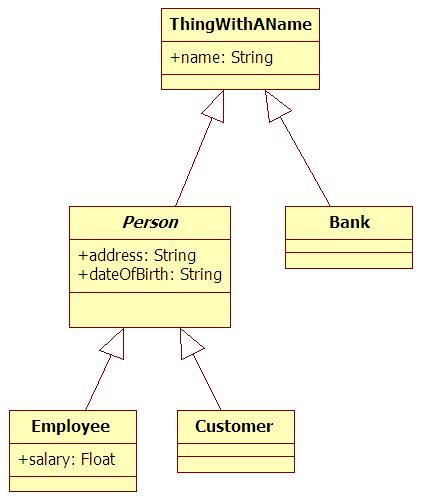 ThingWithAName
+name: String
Person
+address: String
+dateOfBirth: String
Bank
Employee
+salary: Float
Customer